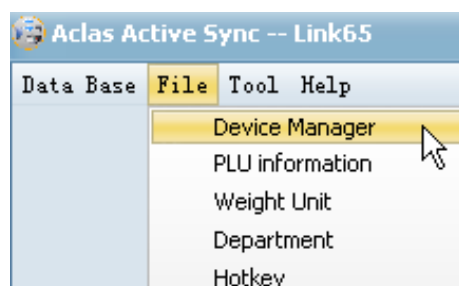 Aclas Active Sync -- Link65
Data Base File Tool Help
Device Manager
PLU information
Weight Unit
Department
Hotkey